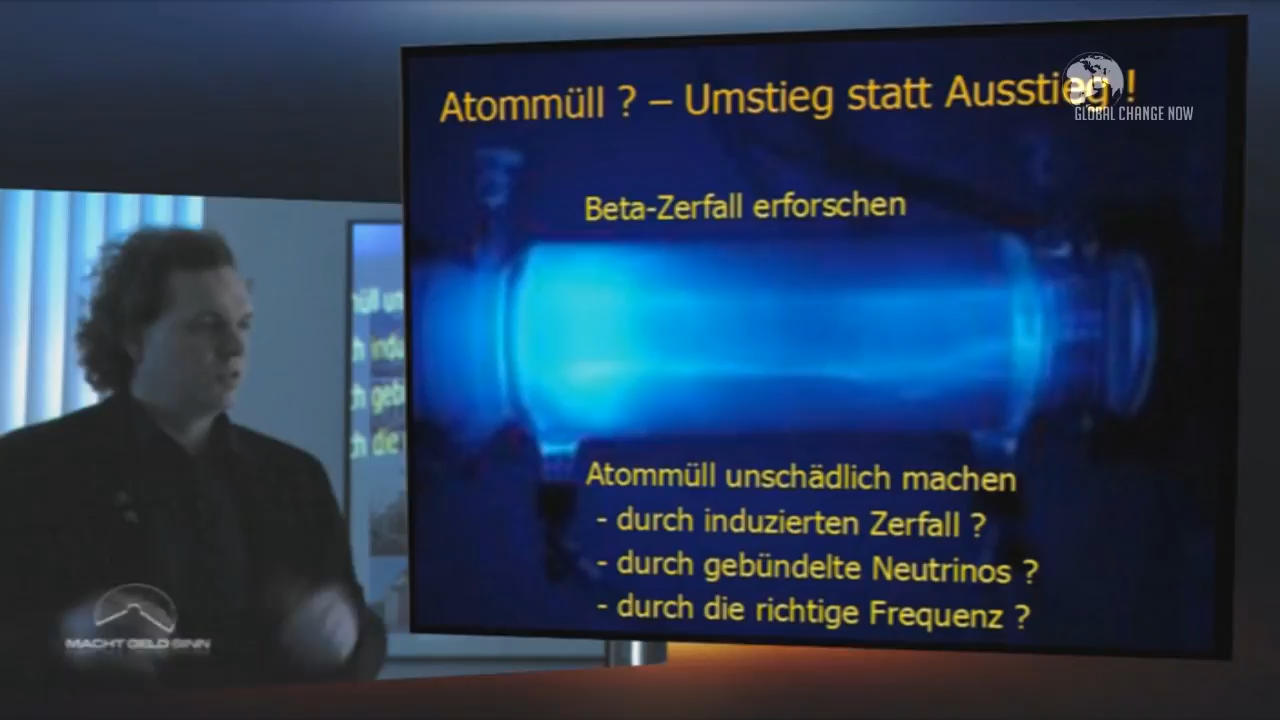 Atommüll ? – Umstieg statt Ausstieg !
GLOBAL CHANGE NOW
Beta-Zerfall erforschen
Atommüll unschädlich machen
- durch induzierten Zerfall ?
- durch gebündelte Neutrinos ?
- durch die richtige Frequenz ?
MACHT GELD SINN